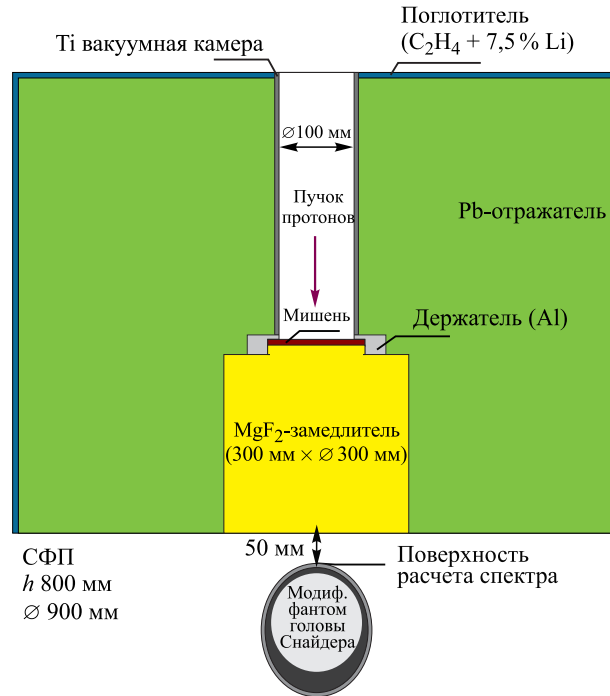 Ti вакуумная камера
Поглотитель
(C₂H₄ + 7,5 % Li)
∅100 мм
Пучок
протонов
Pb-отражатель
Мишень
Держатель (Al)
MgF₂-замедлитель
(300 мм × ∅ 300 мм)
СФП
h 800 мм
∅ 900 мм
50 мм
Поверхность
расчета спектра
Модиф.
фантом
головы
Снайдера